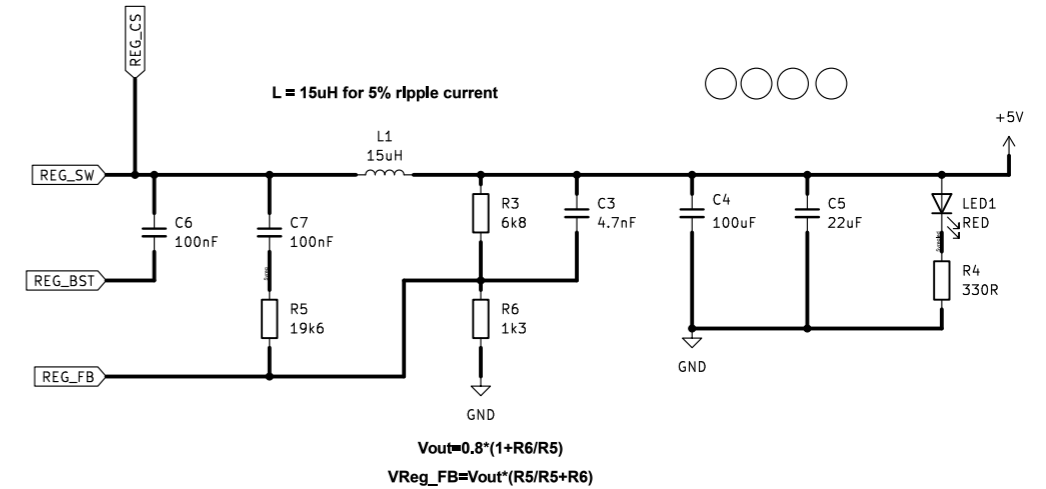 REG_CS
L = 15uH for 5% ripple current
+5V
L1
15uH
REG_SW
C6
100nF
C7
100nF
R3
6k8
C3
4.7nF
C4
100uF
C5
22uF
LED1
RED
REG_BST
R5
19k6
R6
1k3
R4
330R
REG_FB
GND
GND
Vout=0.8*(1+R6/R5)
VReg_FB=Vout*(R5/R5+R6)